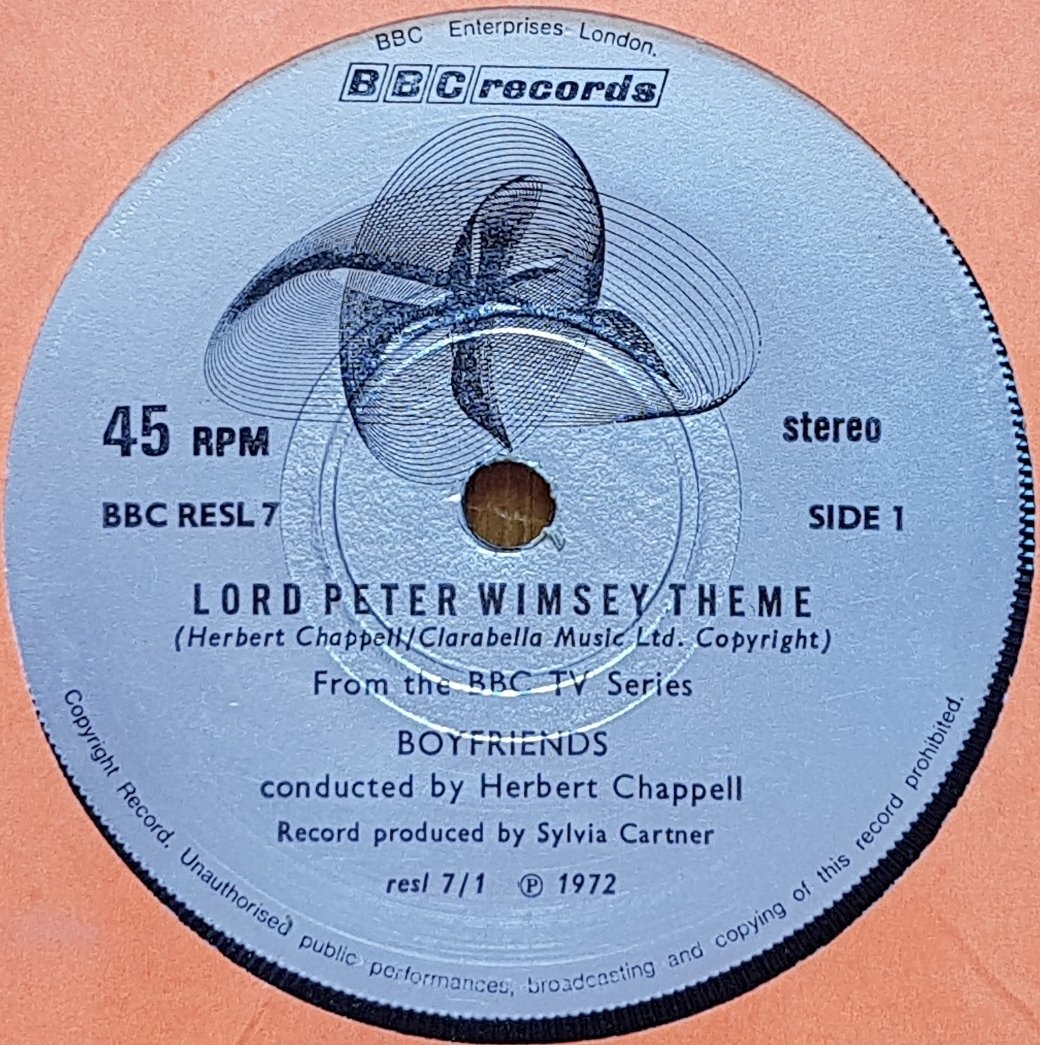 BBC Enterprises London.
BBC records
45 RPM
stereo
BBC RESL 7
SIDE 1
LORD PETER WIMSEY THEME
(Herbert Chappell/Clarabella Music Ltd. Copyright)
From the BBC TV Series
BOYFRIENDS
conducted by Herbert Chappell
Record produced by Sylvia Cartner
resl 7/1 ℗ 1972
Copyright Record. Unauthorised public performances, broadcasting and copying of this record prohibited.